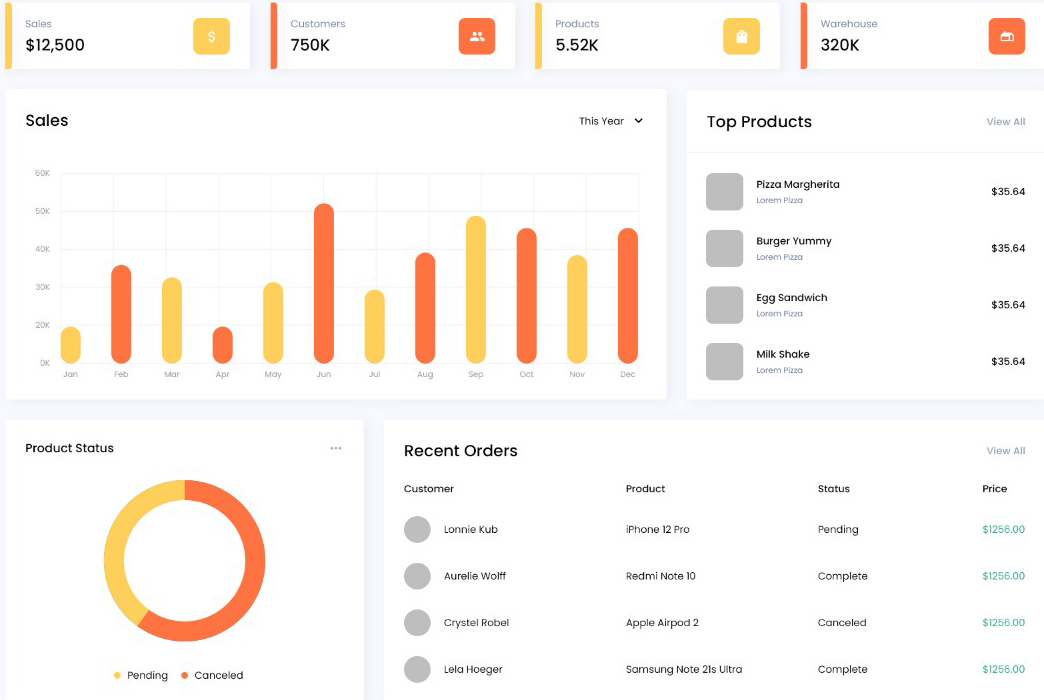 Sales
$12,500
Customers
750K
Products
5.52K
Warehouse
320K
$
Sales
This Year
60K
50K
40K
30K
20K
0K
Jan Feb Mar Apr May Jun Jul Aug Sep Oct Nov Dec
Top Products
View All
Pizza Margherita
Lorem Pizza
$35.64
Burger Yummy
Lorem Pizza
$35.64
Egg Sandwich
Lorem Pizza
$35.64
Milk Shake
Lorem Pizza
$35.64
Product Status
Pending Canceled
Recent Orders
View All
Customer Product Status Price
Lonnie Kub iPhone 12 Pro Pending $1256.00
Aurelie Wolff Redmi Note 10 Complete $1256.00
Crystel Robel Apple Airpod 2 Canceled $1256.00
Lela Hoeger Samsung Note 21s Ultra Complete $1256.00